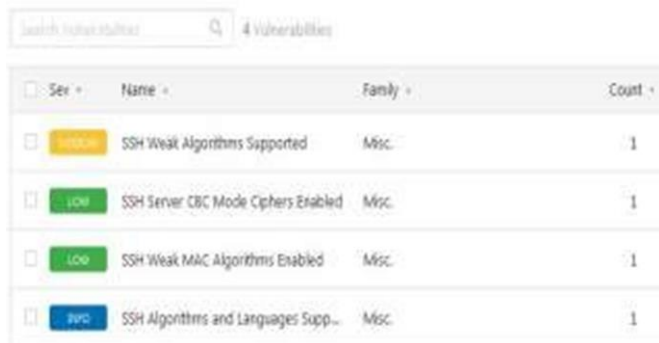 Search Vulnerabilities 4 Vulnerabilities
Sev Name Family Count
MEDIUM SSH Weak Algorithms Supported Misc. 1
LOW SSH Server CBC Mode Ciphers Enabled Misc. 1
LOW SSH Weak MAC Algorithms Enabled Misc. 1
INFO SSH Algorithms and Languages Supp... Misc. 1